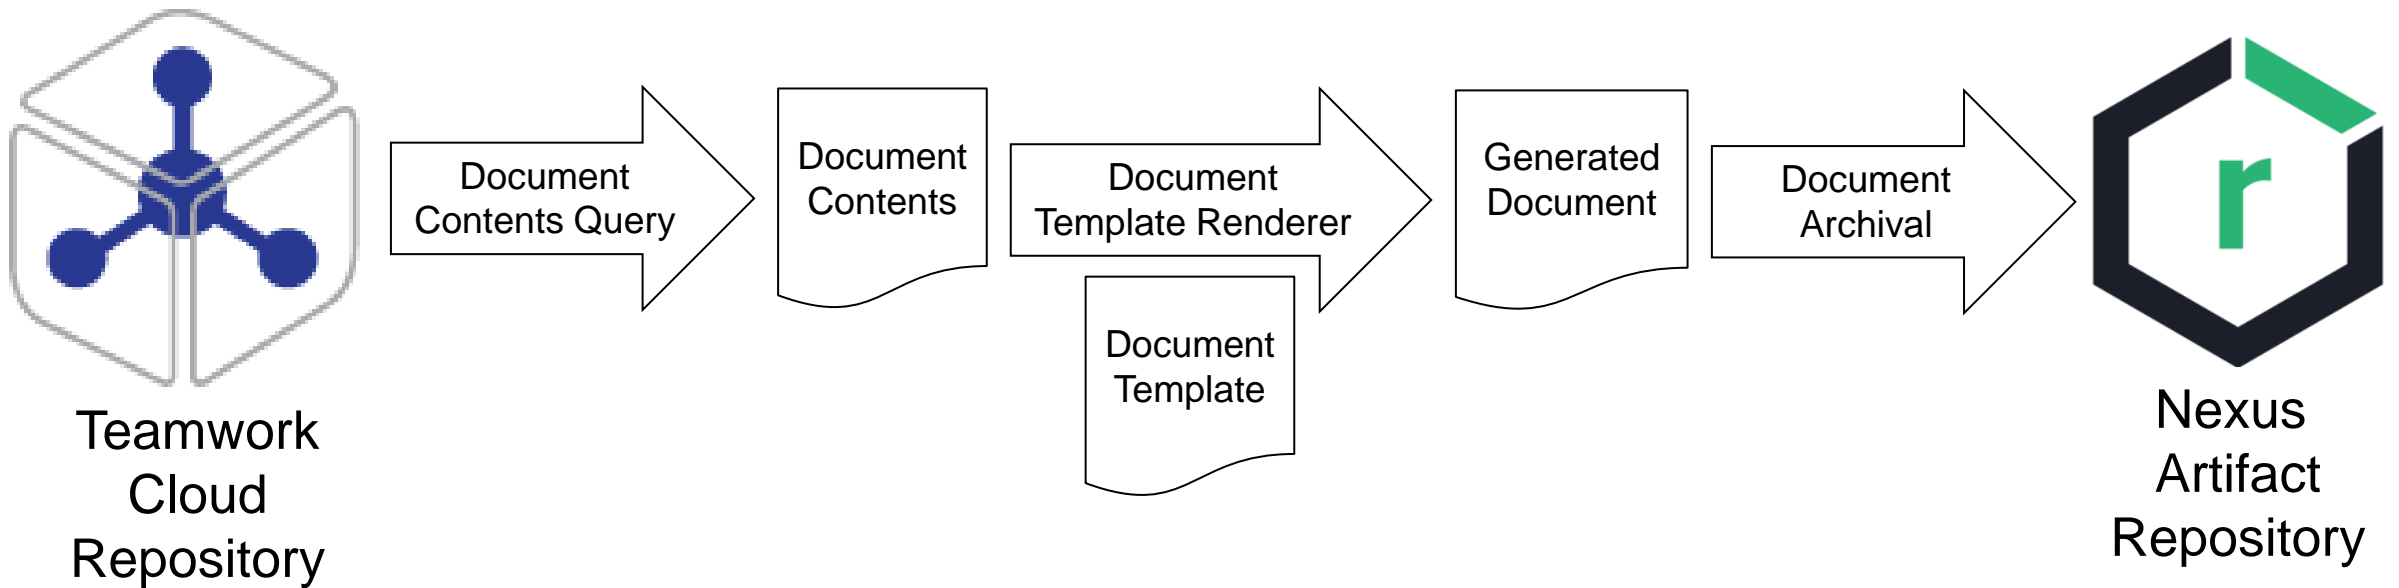 Teamwork
Cloud
Repository
Document
Contents Query
Document
Contents
Document
Template Renderer
Document
Template
Generated
Document
Document
Archival
r
Nexus
Artifact
Repository